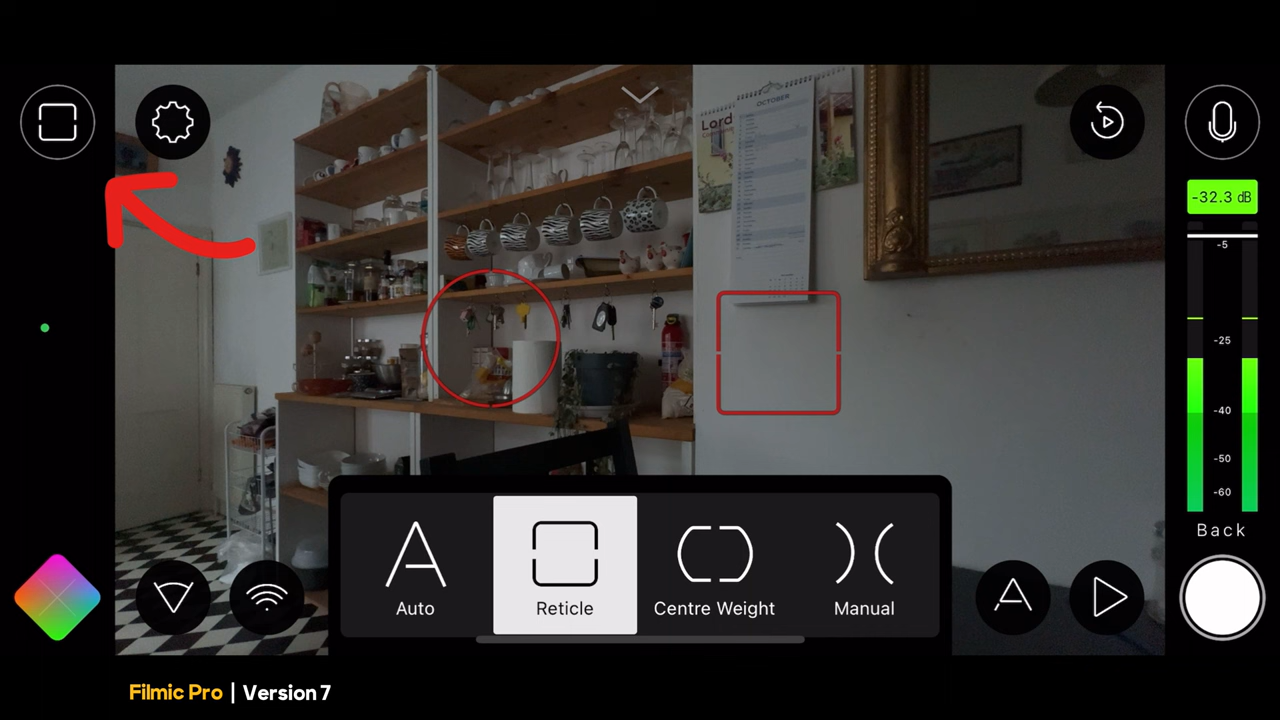 Lord
OCTOBER
-32.3 dB
-5
-25
-40
-50
-60
Back
Auto
Reticle
Centre Weight
Manual
Filmic Pro | Version 7